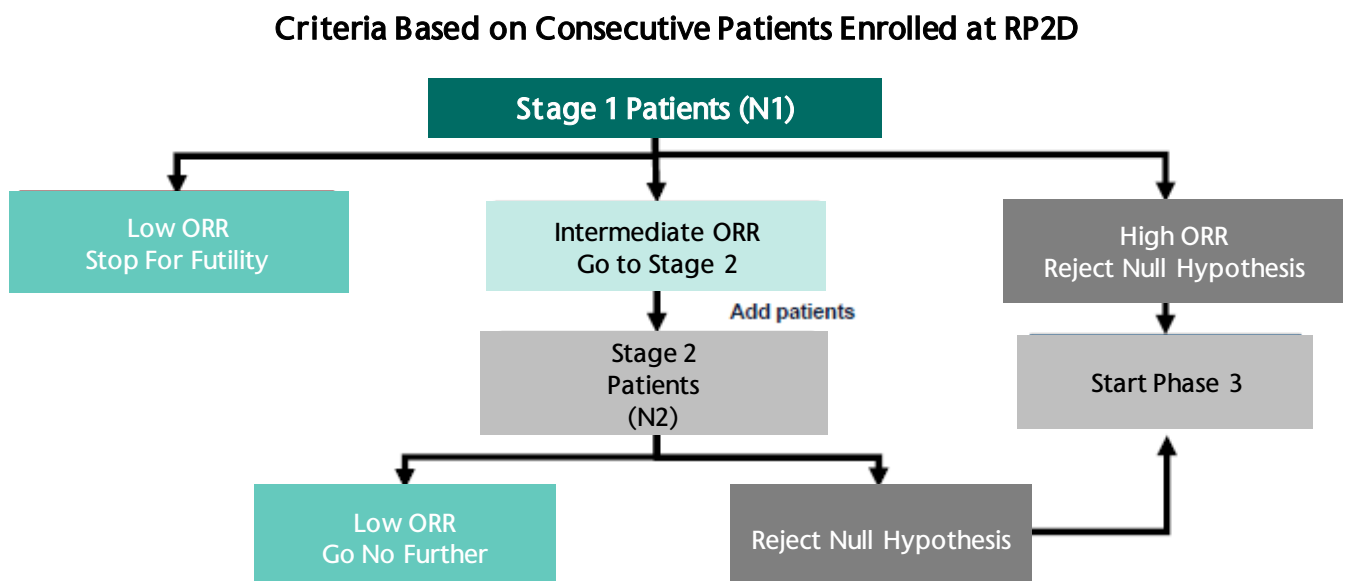 Criteria Based on Consecutive Patients Enrolled at RP2D
Stage 1 Patients (N1)
Low ORR
Stop For Futility
Intermediate ORR
Go to Stage 2
High ORR
Reject Null Hypothesis
Add patients
Stage 2
Patients
(N2)
Start Phase 3
Low ORR
Go No Further
Reject Null Hypothesis